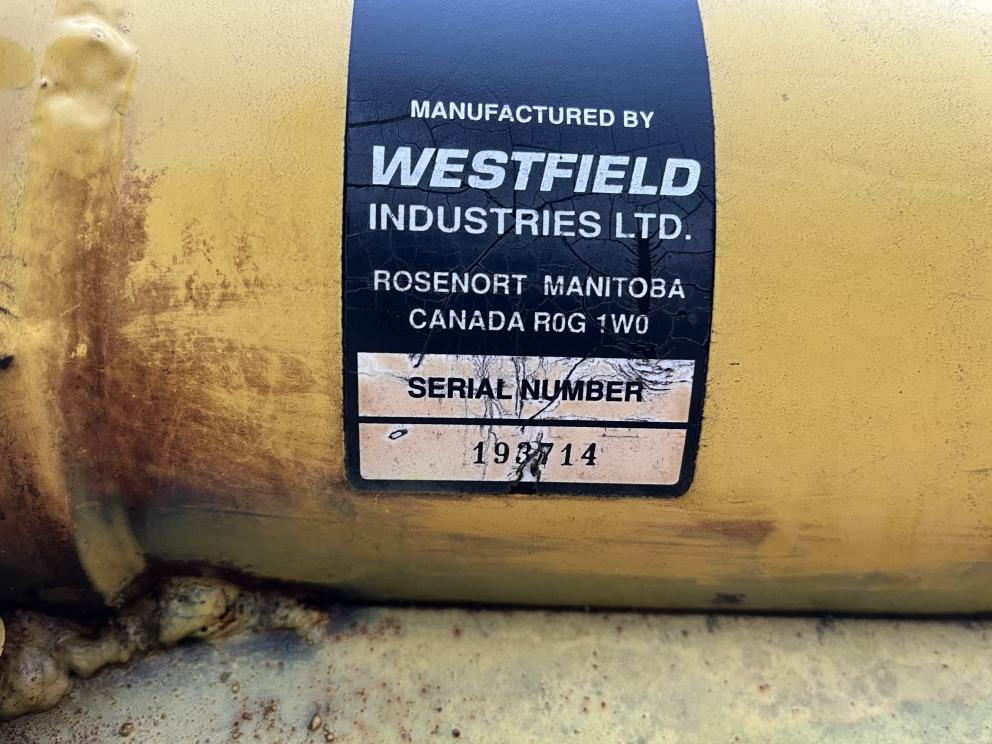 MANUFACTURED BY
WESTFIELD
INDUSTRIES LTD.
ROSENORT MANITOBA
CANADA R0G 1W0
SERIAL NUMBER
193714